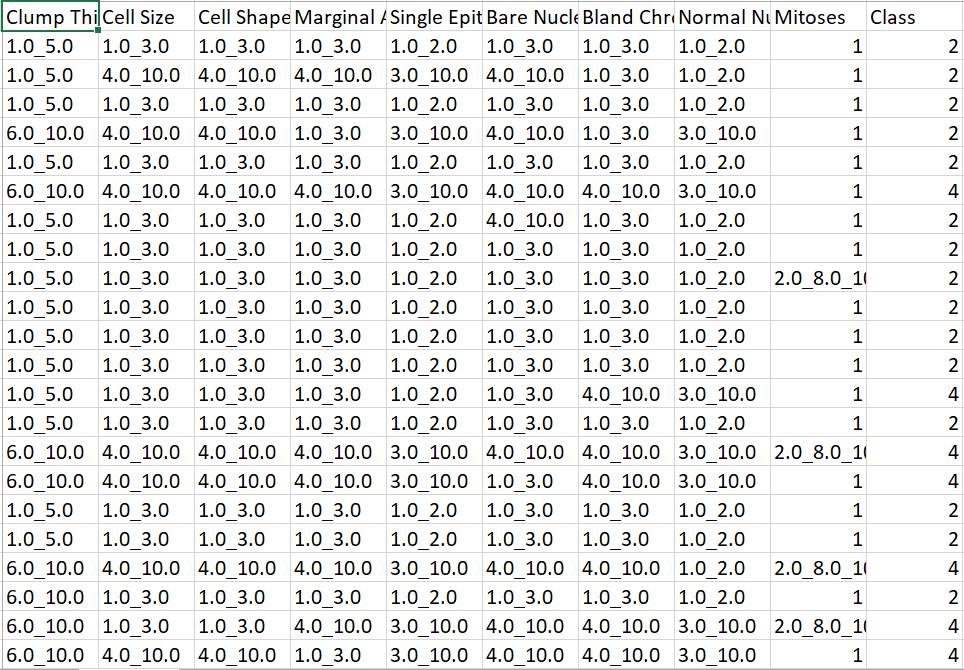 Clump Thi Cell Size Cell Shape Marginal A Single Epit Bare Nucle Bland Chro Normal Nu Mitoses Class
1.0_5.0 1.0_3.0 1.0_3.0 1.0_3.0 1.0_2.0 1.0_3.0 1.0_3.0 1.0_2.0 1 2
1.0_5.0 4.0_10.0 4.0_10.0 4.0_10.0 3.0_10.0 4.0_10.0 1.0_3.0 1.0_2.0 1 2
1.0_5.0 1.0_3.0 1.0_3.0 1.0_3.0 1.0_2.0 1.0_3.0 1.0_3.0 1.0_2.0 1 2
6.0_10.0 4.0_10.0 4.0_10.0 1.0_3.0 3.0_10.0 4.0_10.0 1.0_3.0 3.0_10.0 1 2
1.0_5.0 1.0_3.0 1.0_3.0 1.0_3.0 1.0_2.0 1.0_3.0 1.0_3.0 1.0_2.0 1 2
6.0_10.0 4.0_10.0 4.0_10.0 4.0_10.0 3.0_10.0 4.0_10.0 4.0_10.0 3.0_10.0 1 4
1.0_5.0 1.0_3.0 1.0_3.0 1.0_3.0 1.0_2.0 4.0_10.0 1.0_3.0 1.0_2.0 1 2
1.0_5.0 1.0_3.0 1.0_3.0 1.0_3.0 1.0_2.0 1.0_3.0 1.0_3.0 1.0_2.0 1 2
1.0_5.0 1.0_3.0 1.0_3.0 1.0_3.0 1.0_2.0 1.0_3.0 1.0_3.0 1.0_2.0 2.0_8.0_10 2
1.0_5.0 1.0_3.0 1.0_3.0 1.0_3.0 1.0_2.0 1.0_3.0 1.0_3.0 1.0_2.0 1 2
1.0_5.0 1.0_3.0 1.0_3.0 1.0_3.0 1.0_2.0 1.0_3.0 1.0_3.0 1.0_2.0 1 2
1.0_5.0 1.0_3.0 1.0_3.0 1.0_3.0 1.0_2.0 1.0_3.0 1.0_3.0 1.0_2.0 1 2
1.0_5.0 1.0_3.0 1.0_3.0 1.0_3.0 1.0_2.0 1.0_3.0 4.0_10.0 3.0_10.0 1 4
1.0_5.0 1.0_3.0 1.0_3.0 1.0_3.0 1.0_2.0 1.0_3.0 1.0_3.0 1.0_2.0 1 2
6.0_10.0 4.0_10.0 4.0_10.0 4.0_10.0 3.0_10.0 4.0_10.0 4.0_10.0 3.0_10.0 2.0_8.0_10 4
6.0_10.0 4.0_10.0 4.0_10.0 4.0_10.0 3.0_10.0 1.0_3.0 4.0_10.0 3.0_10.0 1 4
1.0_5.0 1.0_3.0 1.0_3.0 1.0_3.0 1.0_2.0 1.0_3.0 1.0_3.0 1.0_2.0 1 2
1.0_5.0 1.0_3.0 1.0_3.0 1.0_3.0 1.0_2.0 1.0_3.0 1.0_3.0 1.0_2.0 1 2
6.0_10.0 4.0_10.0 4.0_10.0 4.0_10.0 3.0_10.0 4.0_10.0 4.0_10.0 1.0_2.0 2.0_8.0_10 4
6.0_10.0 1.0_3.0 1.0_3.0 1.0_3.0 1.0_2.0 1.0_3.0 1.0_3.0 1.0_2.0 1 2
6.0_10.0 1.0_3.0 1.0_3.0 4.0_10.0 3.0_10.0 4.0_10.0 4.0_10.0 3.0_10.0 2.0_8.0_10 4
6.0_10.0 4.0_10.0 4.0_10.0 1.0_3.0 3.0_10.0 4.0_10.0 4.0_10.0 3.0_10.0 1 4